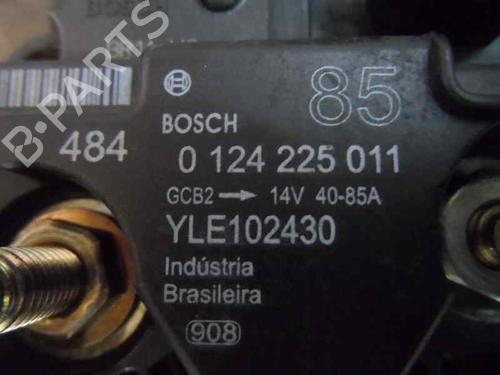 85
BOSCH
484
0 124 225 011
GCB2 → 14V 40-85A
YLE102430
Indústria
Brasileira
908
B-PARTS